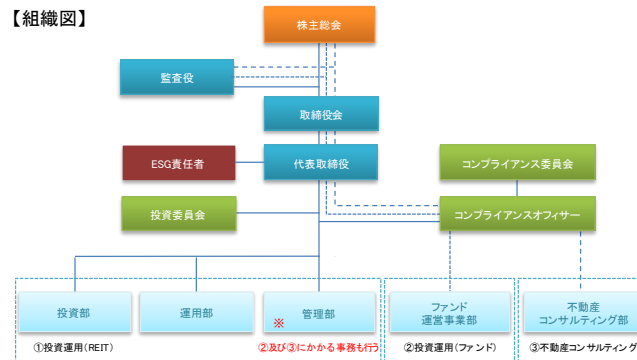 【組織図】
株主総会
監査役
取締役会
ESG責任者
代表取締役
コンプライアンス委員会
投資委員会
コンプライアンスオフィサー
投資部
運用部
※
管理部
ファンド
運営事業部
不動産
コンサルティング部
①投資運用(REIT)
②及び③にかかる事務も行う
②投資運用(ファンド)
③不動産コンサルティング